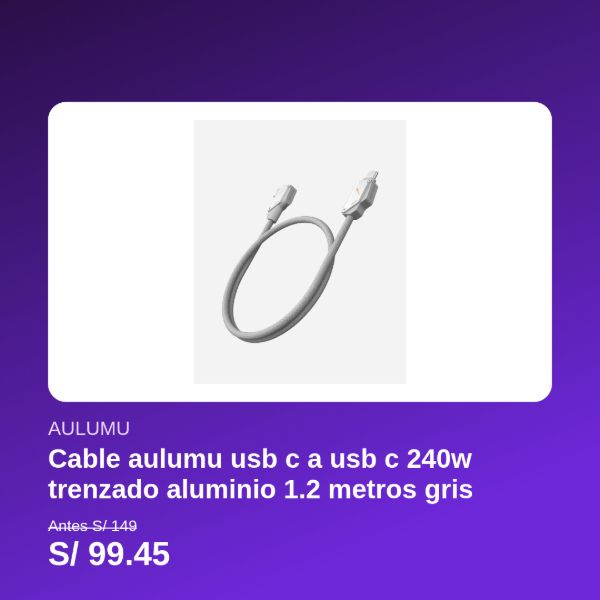 AULUMU
Cable aulumu usb c a usb c 240w
trenzado aluminio 1.2 metros gris
Antes S/ 149
S/ 99.45